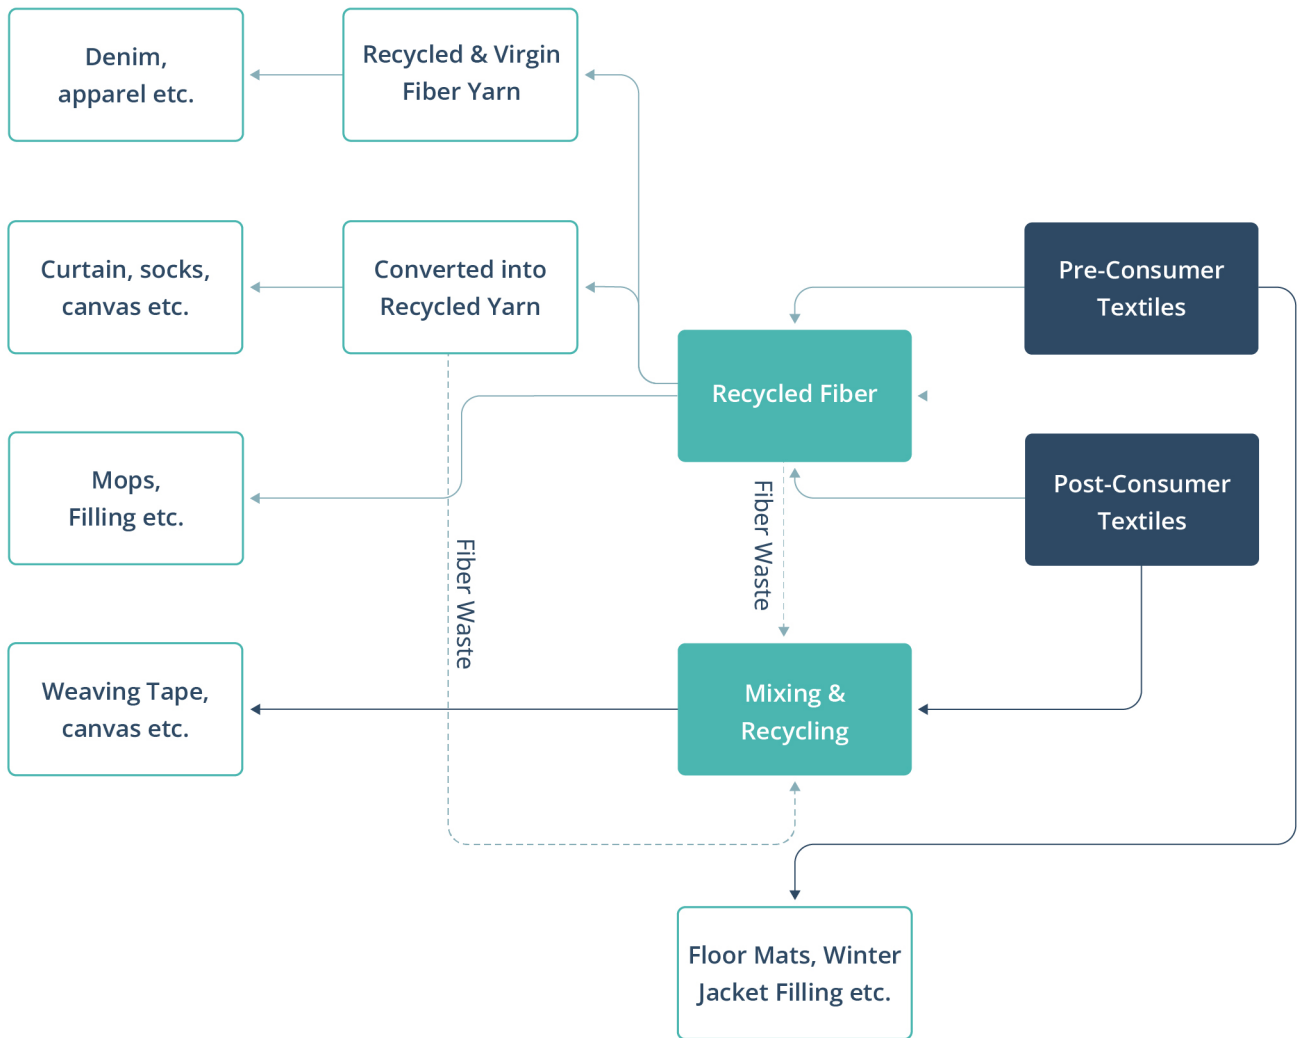 Denim,
apparel etc.
Recycled & Virgin
Fiber Yarn
Curtain, socks,
canvas etc.
Converted into
Recycled Yarn
Pre-Consumer
Textiles
Recycled Fiber
Mops,
Filling etc.
Post-Consumer
Textiles
Fiber Waste
Fiber Waste
Weaving Tape,
canvas etc.
Mixing &
Recycling
Floor Mats, Winter
Jacket Filling etc.